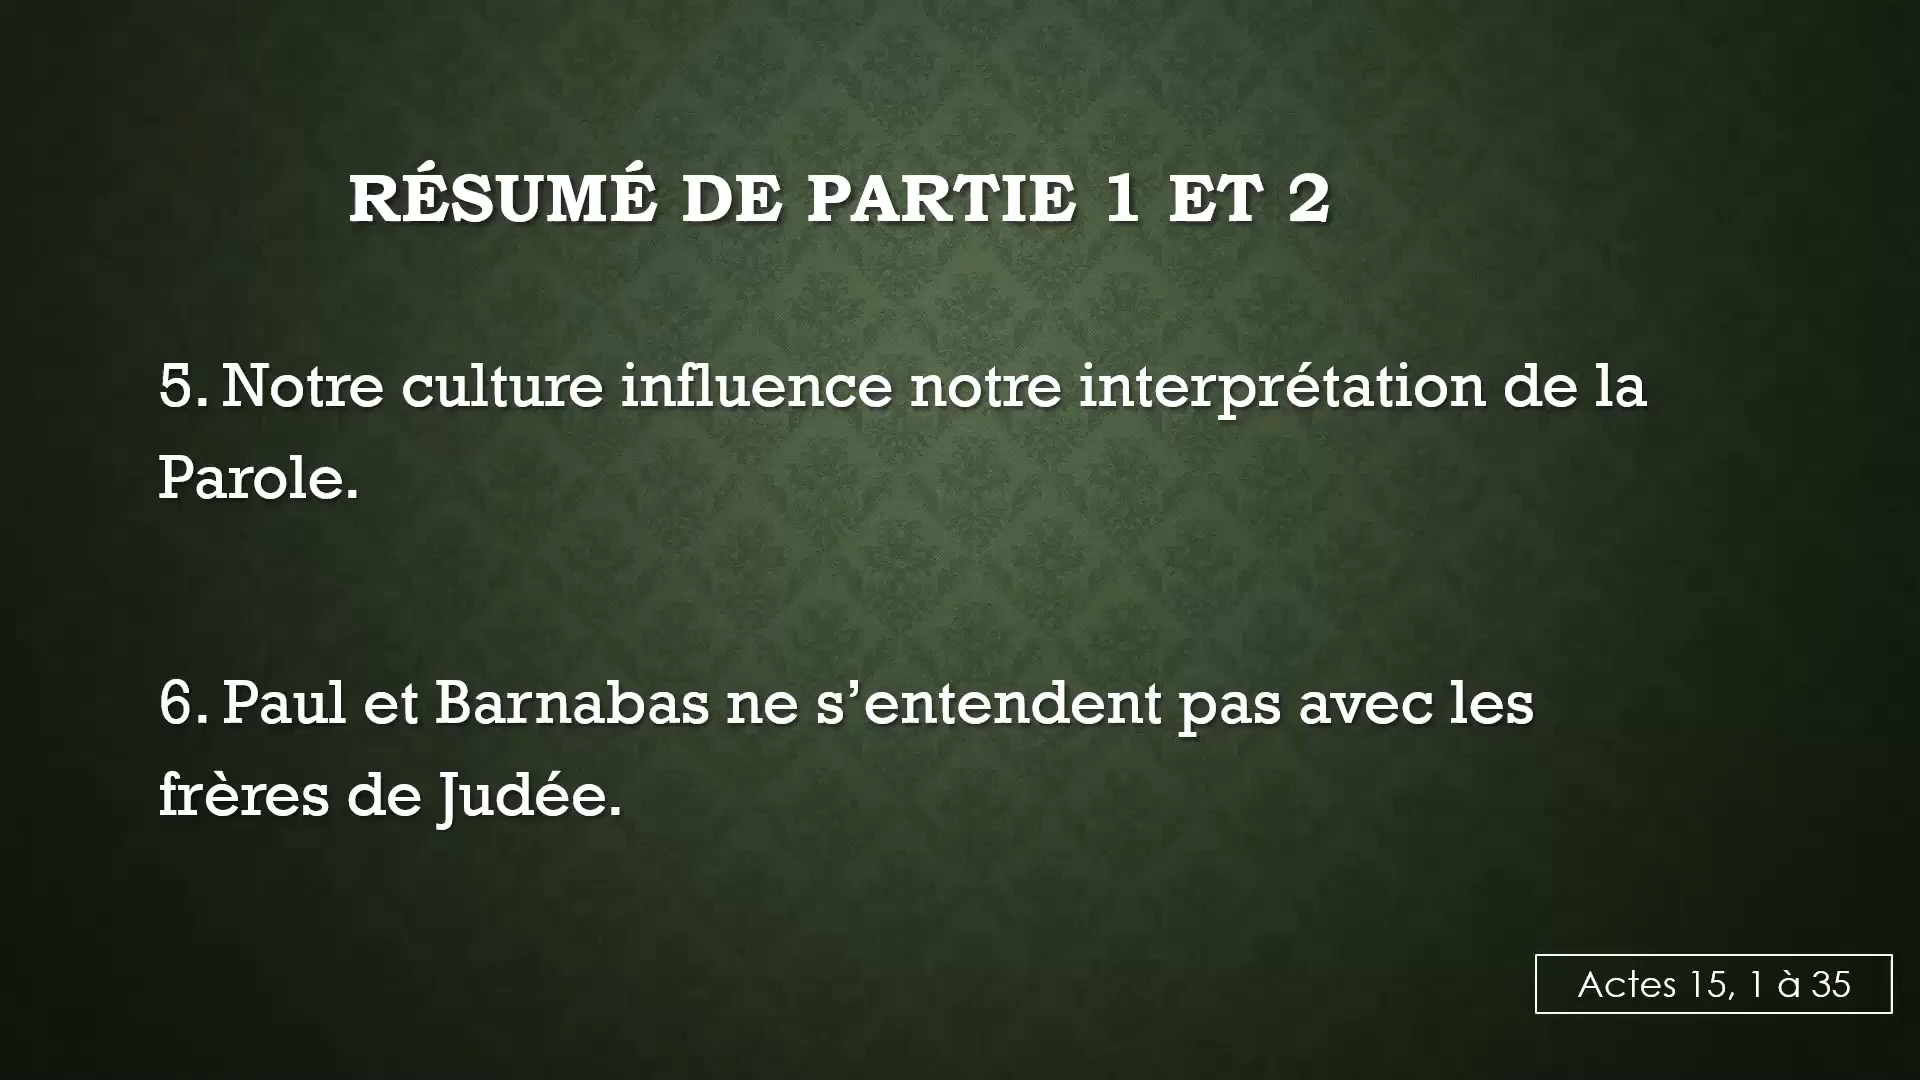 RÉSUMÉ DE PARTIE 1 ET 2
5. Notre culture influence notre interprétation de la
Parole.
6. Paul et Barnabas ne s’entendent pas avec les
frères de Judée.
Actes 15, 1 à 35